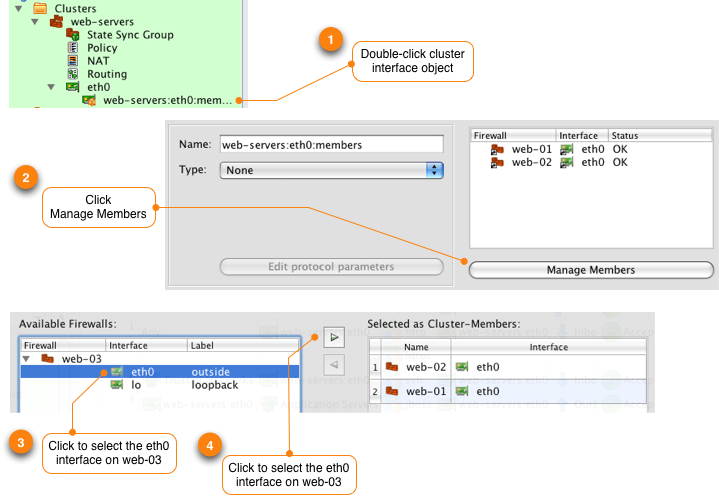 Clusters
web-servers
State Sync Group
Policy
NAT
Routing
eth0
web-servers:eth0:mem...
1
Double-click cluster
interface object
Name:
web-servers:eth0:members
Type:
None
Edit protocol parameters
Firewall Interface Status
web-01 eth0 OK
web-02 eth0 OK
Manage Members
2
Click
Manage Members
Available Firewalls:
Firewall Interface Label
web-03
eth0 outside
lo loopback
Selected as Cluster-Members:
Name Interface
1 web-02 eth0
2 web-01 eth0
3
Click to select the eth0
interface on web-03
4
Click to select the eth0
interface on web-03